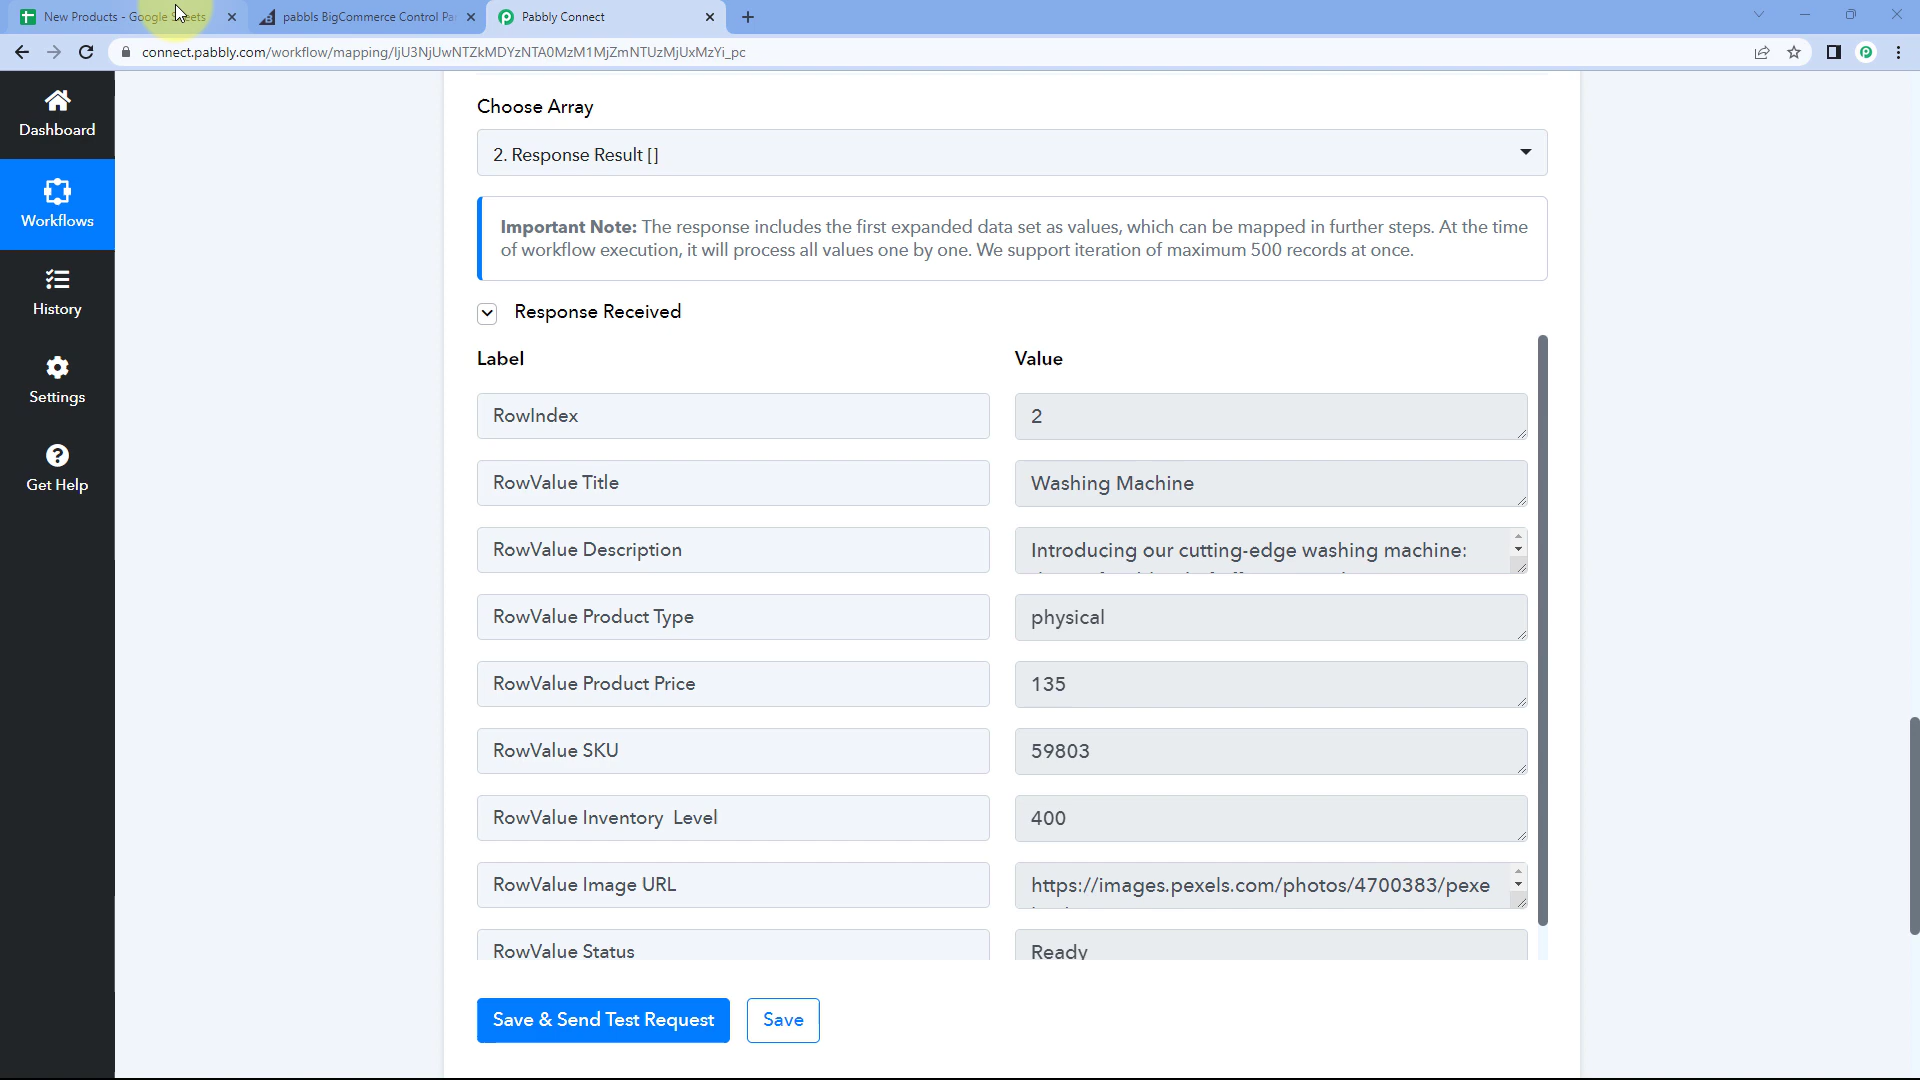 New Products - Google Sheets
pabbls BigCommerce Control Pa
Pabbly Connect
connect.pabbly.com/workflow/mapping/IjU3NjUwNTZkMDYzNTA0MzM1MjZmNTUzMjUxMzYi_pc
Dashboard
Workflows
History
Settings
Get Help
Choose Array
2. Response Result []
Important Note: The response includes the first expanded data set as values, which can be mapped in further steps. At the time
of workflow execution, it will process all values one by one. We support iteration of maximum 500 records at once.
Response Received
Label Value
RowIndex 2
RowValue Title Washing Machine
RowValue Description Introducing our cutting-edge washing machine:
RowValue Product Type physical
RowValue Product Price 135
RowValue SKU 59803
RowValue Inventory Level 400
RowValue Image URL https://images.pexels.com/photos/4700383/pexe
RowValue Status Ready
Save & Send Test Request Save